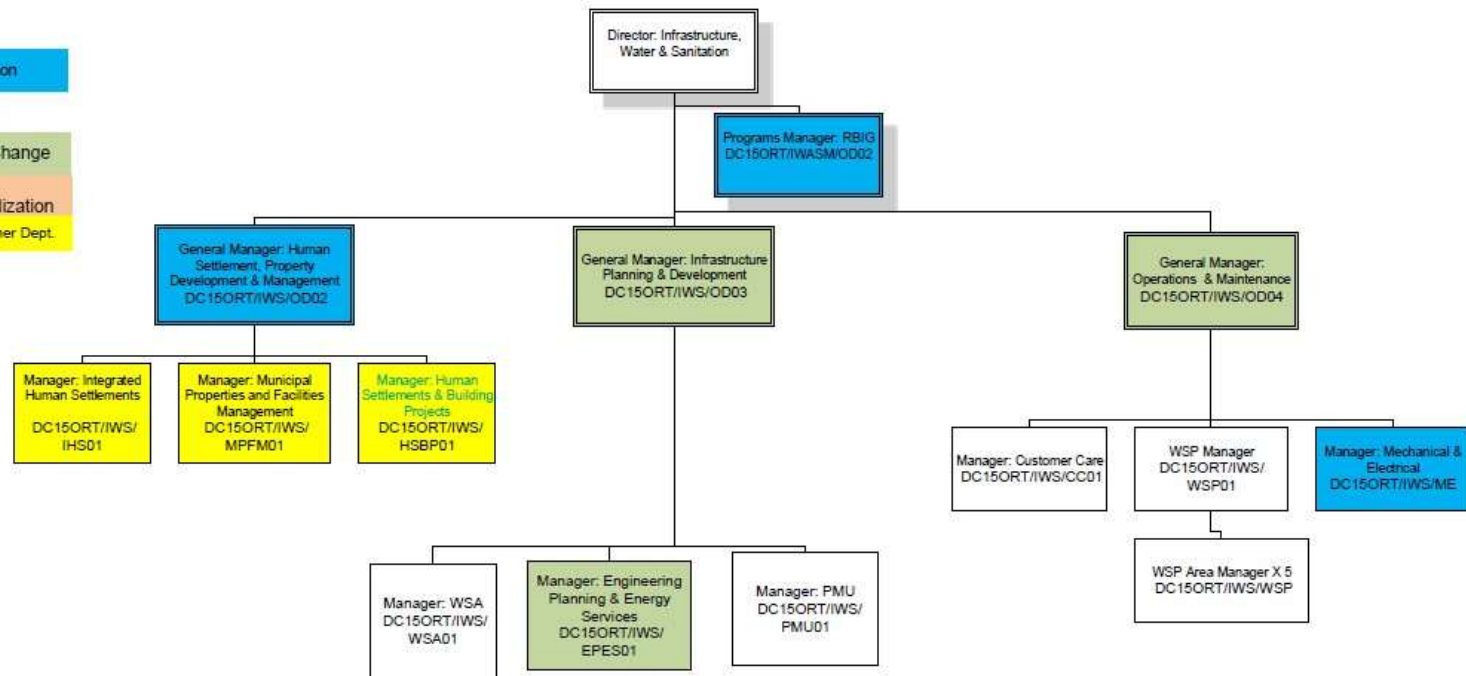 Director: Infrastructure,
Water & Sanitation
on
Programs Manager: RBIG
DC15ORT/IWASM/OD02
hange
lization
ner Dept.
General Manager: Human
Settlement, Property
Development & Management
DC15ORT/IWS/OD02
General Manager: Infrastructure
Planning & Development
DC15ORT/IWS/OD03
General Manager:
Operations & Maintenance
DC15ORT/IWS/OD04
Manager: Integrated
Human Settlements
DC15ORT/IWS/
IHS01
Manager: Municipal
Properties and Facilities
Management
DC15ORT/IWS/
MPFM01
Manager: Human
Settlements & Building
Projects
DC15ORT/IWS/
HSBP01
Manager: Customer Care
DC15ORT/IWS/CC01
WSP Manager
DC15ORT/IWS/
WSP01
Manager: Mechanical &
Electrical
DC15ORT/IWS/ME
WSP Area Manager X 5
DC15ORT/IWS/WSP
Manager: WSA
DC15ORT/IWS/
WSA01
Manager: Engineering
Planning & Energy
Services
DC15ORT/IWS/
EPES01
Manager: PMU
DC15ORT/IWS/
PMU01